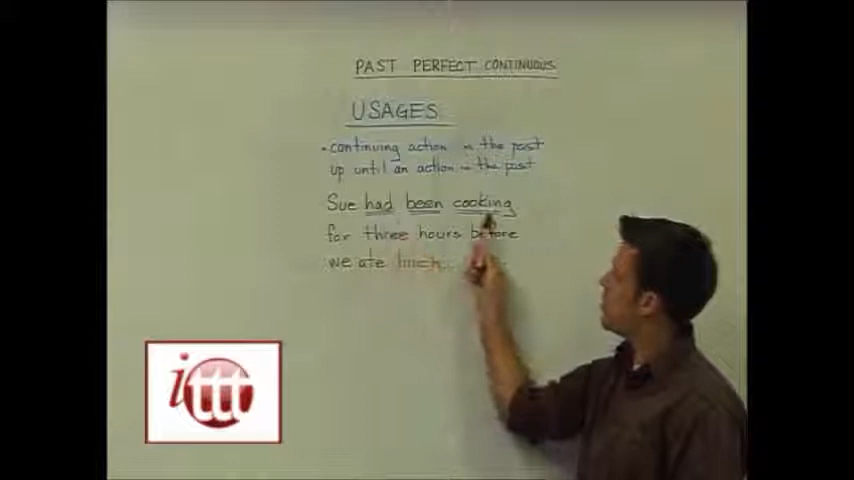 PAST PERFECT CONTINUOUS
USAGES
• continuing action in the past
up until an action in the past
Sue had been cooking
for three hours before
we ate lunch.
ittt